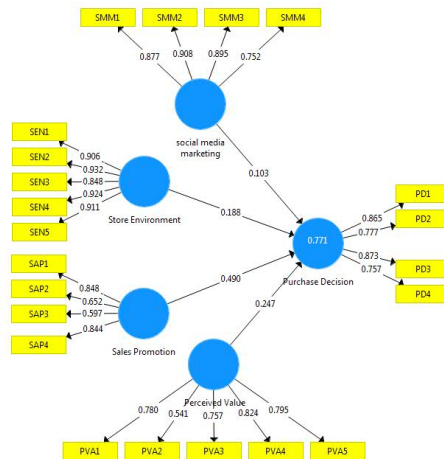 SMM1 SMM2 SMM3 SMM4
0.877 0.908 0.895 0.752
social media
marketing
0.103
SEN1
SEN2
SEN3
SEN4
SEN5
0.906
0.932
0.848
0.924
0.911
Store Environment
0.188
0.771
Purchase Decision
PD1
PD2
PD3
PD4
0.865
0.777
0.873
0.757
SAP1
SAP2
SAP3
SAP4
0.848
0.652
0.597
0.844
Sales Promotion
0.490
0.247
Perceived Value
0.780 0.541 0.757 0.824 0.795
PVA1 PVA2 PVA3 PVA4 PVA5